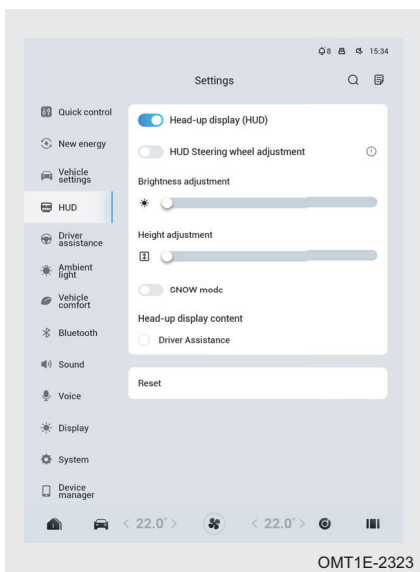 8 15:34
Settings
Quick control
New energy
Vehicle
settings
HUD
Driver
assistance
Ambient
light
Vehicle
comfort
Bluetooth
Sound
Voice
Display
System
Device
manager
Head-up display (HUD)
HUD Steering wheel adjustment
Brightness adjustment
Height adjustment
SNOW mode
Head-up display content
Driver Assistance
Reset
< 22.0° > < 22.0° >
OMT1E-2323